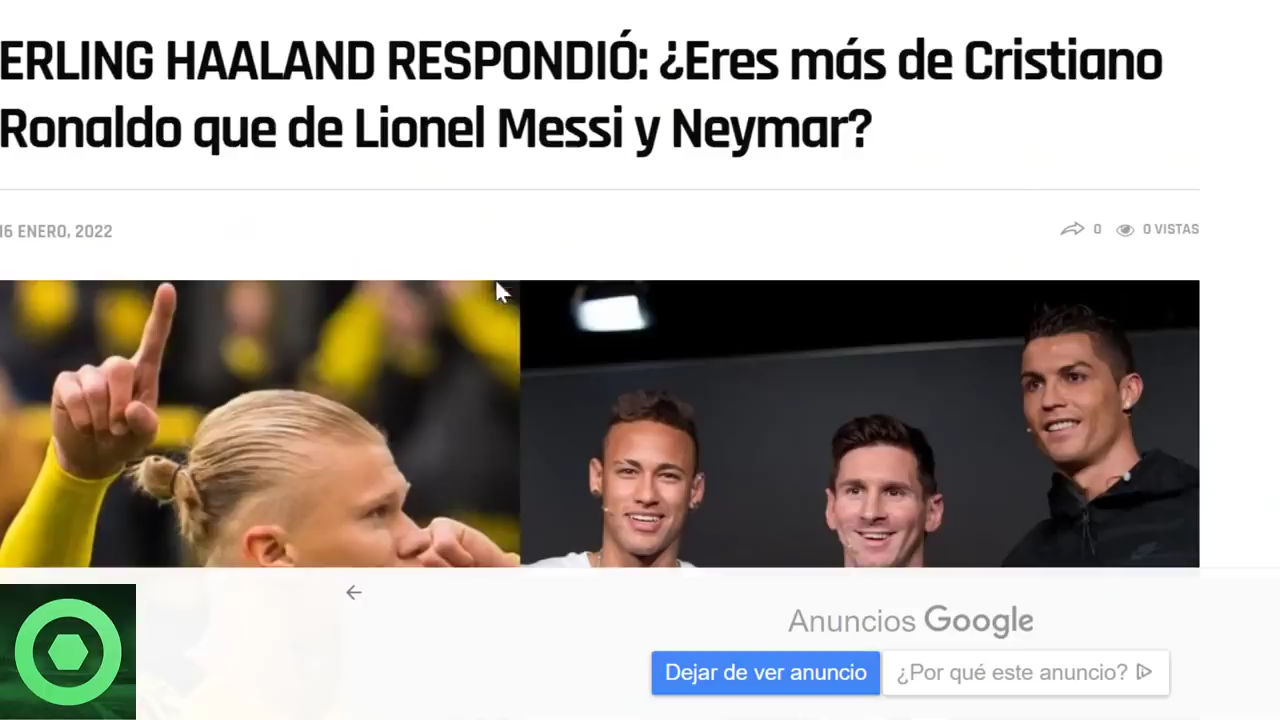 ERLING HAALAND RESPONDIÓ: ¿Eres más de Cristiano
Ronaldo que de Lionel Messi y Neymar?
16 ENERO, 2022
0
0 VISTAS
Anuncios Google
Dejar de ver anuncio
¿Por qué este anuncio?